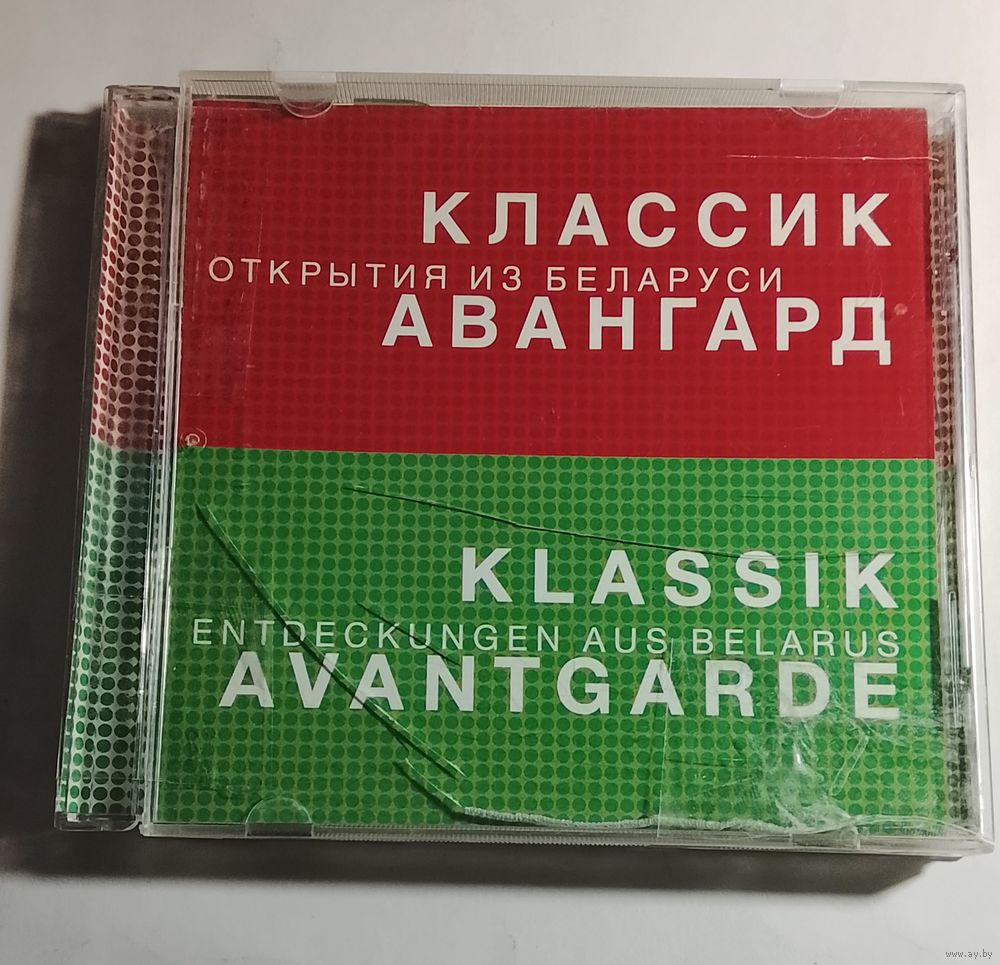 КЛАССИК
ОТКРЫТИЯ ИЗ БЕЛАРУСИ
АВАНГАРД
KLASSIK
ENTDECKUNGEN AUS BELARUS
AVANTGARDE
www.ay.by